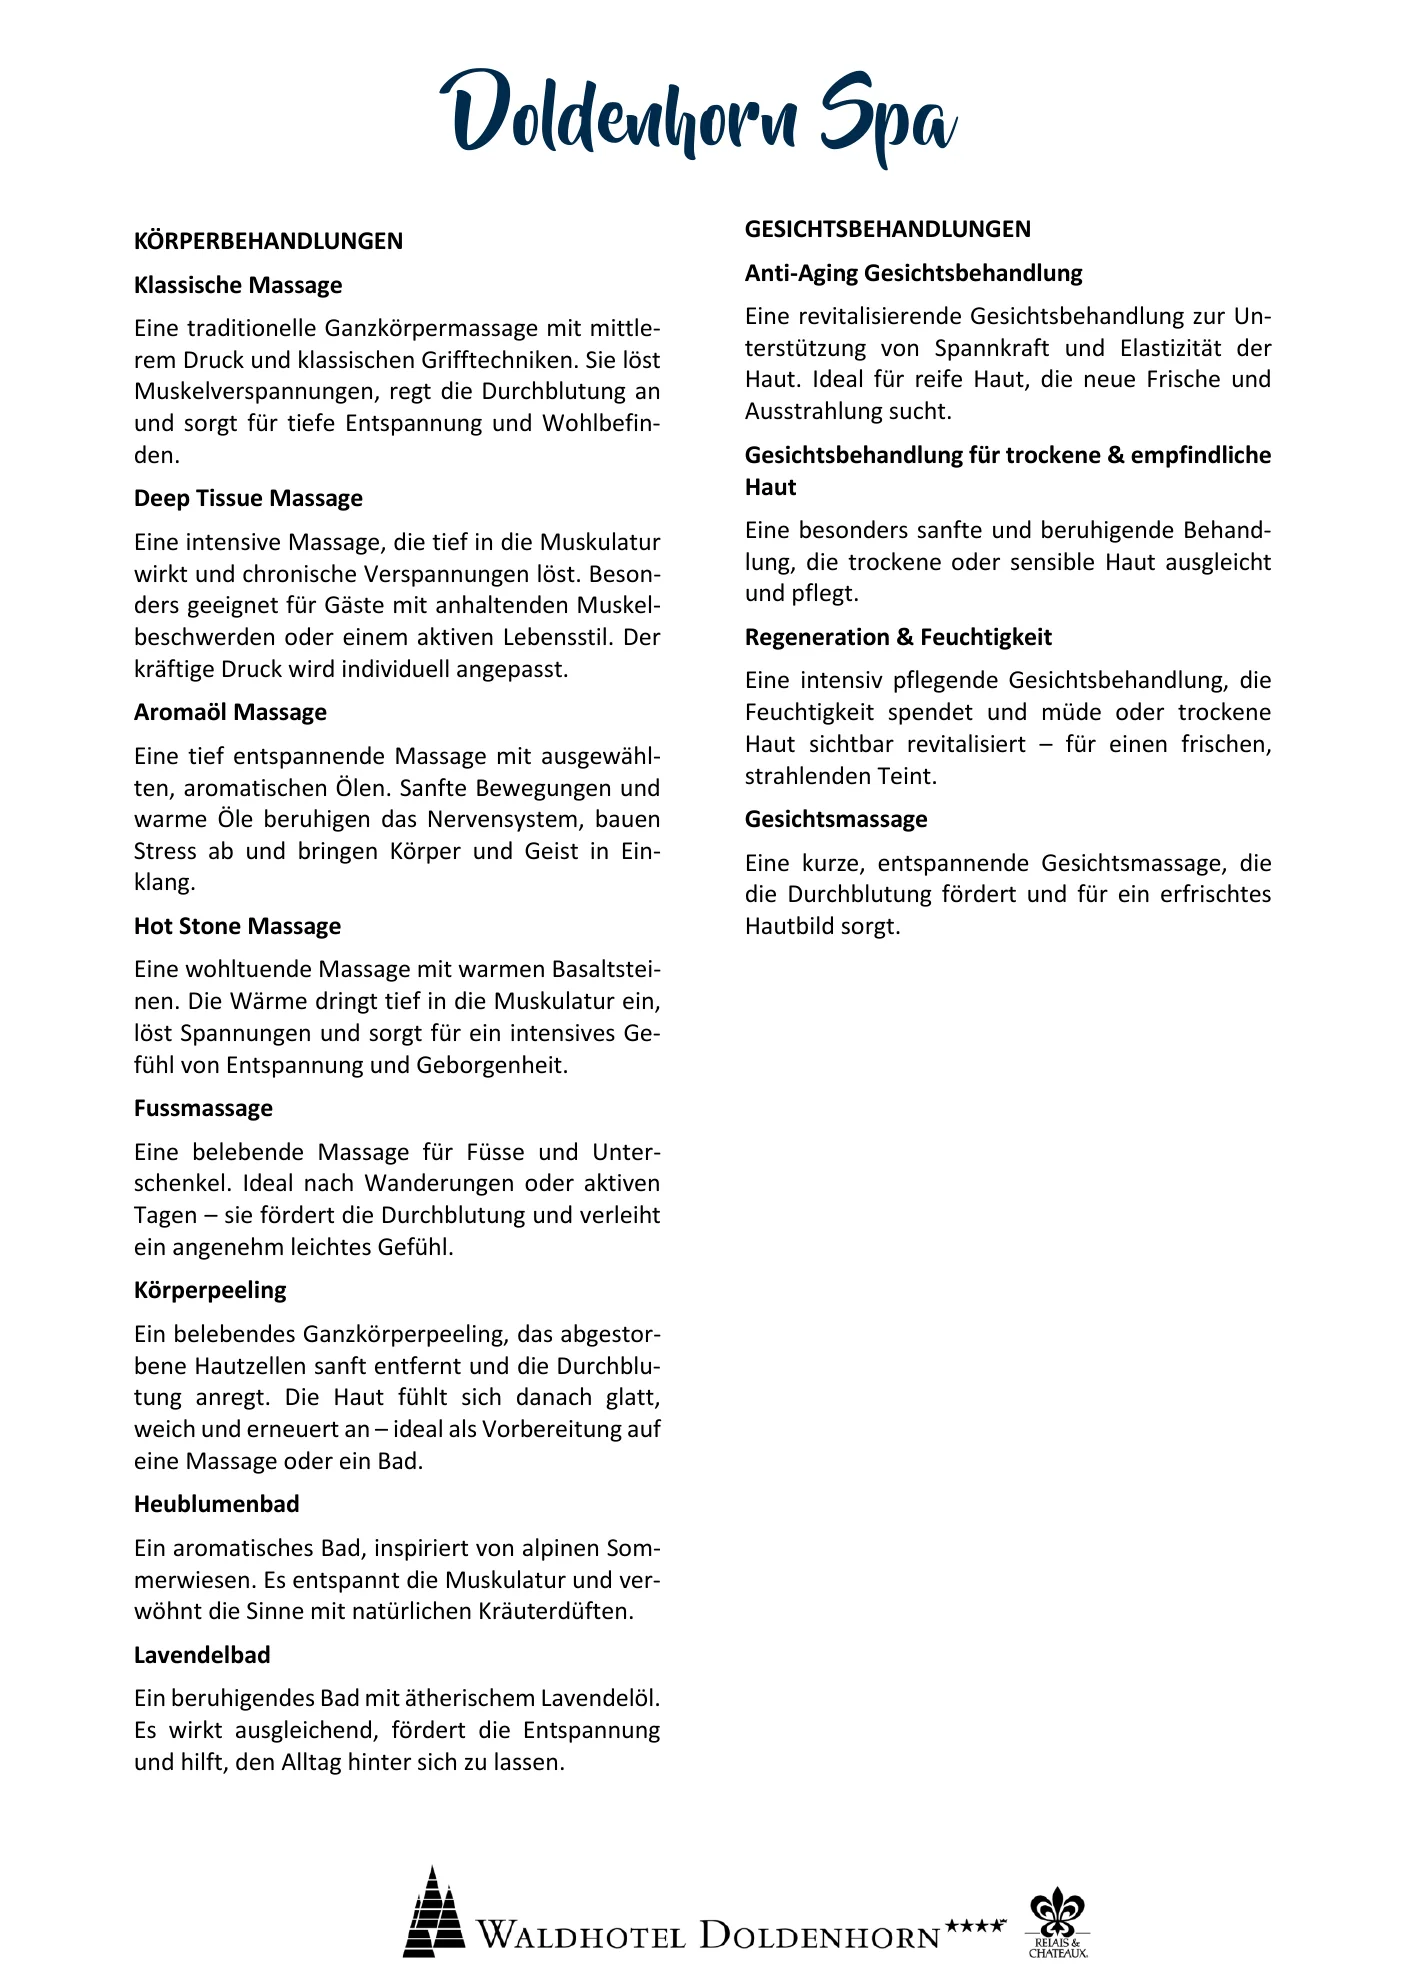 Doldenhorn Spa
KÖRPERBEHANDLUNGEN
Klassische Massage
Eine traditionelle Ganzkörpermassage mit mittle-
rem Druck und klassischen Grifftechniken. Sie löst
Muskelverspannungen, regt die Durchblutung an
und sorgt für tiefe Entspannung und Wohlbefin-
den.
Deep Tissue Massage
Eine intensive Massage, die tief in die Muskulatur
wirkt und chronische Verspannungen löst. Beson-
ders geeignet für Gäste mit anhaltenden Muskel-
beschwerden oder einem aktiven Lebensstil. Der
kräftige Druck wird individuell angepasst.
Aromaöl Massage
Eine tief entspannende Massage mit ausgewähl-
ten, aromatischen Ölen. Sanfte Bewegungen und
warme Öle beruhigen das Nervensystem, bauen
Stress ab und bringen Körper und Geist in Ein-
klang.
Hot Stone Massage
Eine wohltuende Massage mit warmen Basaltstei-
nen. Die Wärme dringt tief in die Muskulatur ein,
löst Spannungen und sorgt für ein intensives Ge-
fühl von Entspannung und Geborgenheit.
Fussmassage
Eine belebende Massage für Füsse und Unter-
schenkel. Ideal nach Wanderungen oder aktiven
Tagen – sie fördert die Durchblutung und verleiht
ein angenehm leichtes Gefühl.
Körperpeeling
Ein belebendes Ganzkörperpeeling, das abgestor-
bene Hautzellen sanft entfernt und die Durchblu-
tung anregt. Die Haut fühlt sich danach glatt,
weich und erneuert an – ideal als Vorbereitung auf
eine Massage oder ein Bad.
Heublumenbad
Ein aromatisches Bad, inspiriert von alpinen Som-
merwiesen. Es entspannt die Muskulatur und ver-
wöhnt die Sinne mit natürlichen Kräuterdüften.
Lavendelbad
Ein beruhigendes Bad mit ätherischem Lavendelöl.
Es wirkt ausgleichend, fördert die Entspannung
und hilft, den Alltag hinter sich zu lassen.
GESICHTSBEHANDLUNGEN
Anti-Aging Gesichtsbehandlung
Eine revitalisierende Gesichtsbehandlung zur Un-
terstützung von Spannkraft und Elastizität der
Haut. Ideal für reife Haut, die neue Frische und
Ausstrahlung sucht.
Gesichtsbehandlung für trockene & empfindliche
Haut
Eine besonders sanfte und beruhigende Behand-
lung, die trockene oder sensible Haut ausgleicht
und pflegt.
Regeneration & Feuchtigkeit
Eine intensiv pflegende Gesichtsbehandlung, die
Feuchtigkeit spendet und müde oder trockene
Haut sichtbar revitalisiert – für einen frischen,
strahlenden Teint.
Gesichtsmassage
Eine kurze, entspannende Gesichtsmassage, die
die Durchblutung fördert und für ein erfrischtes
Hautbild sorgt.
WALDHOTEL DOLDENHORN
RELAIS &
CHATEAUX